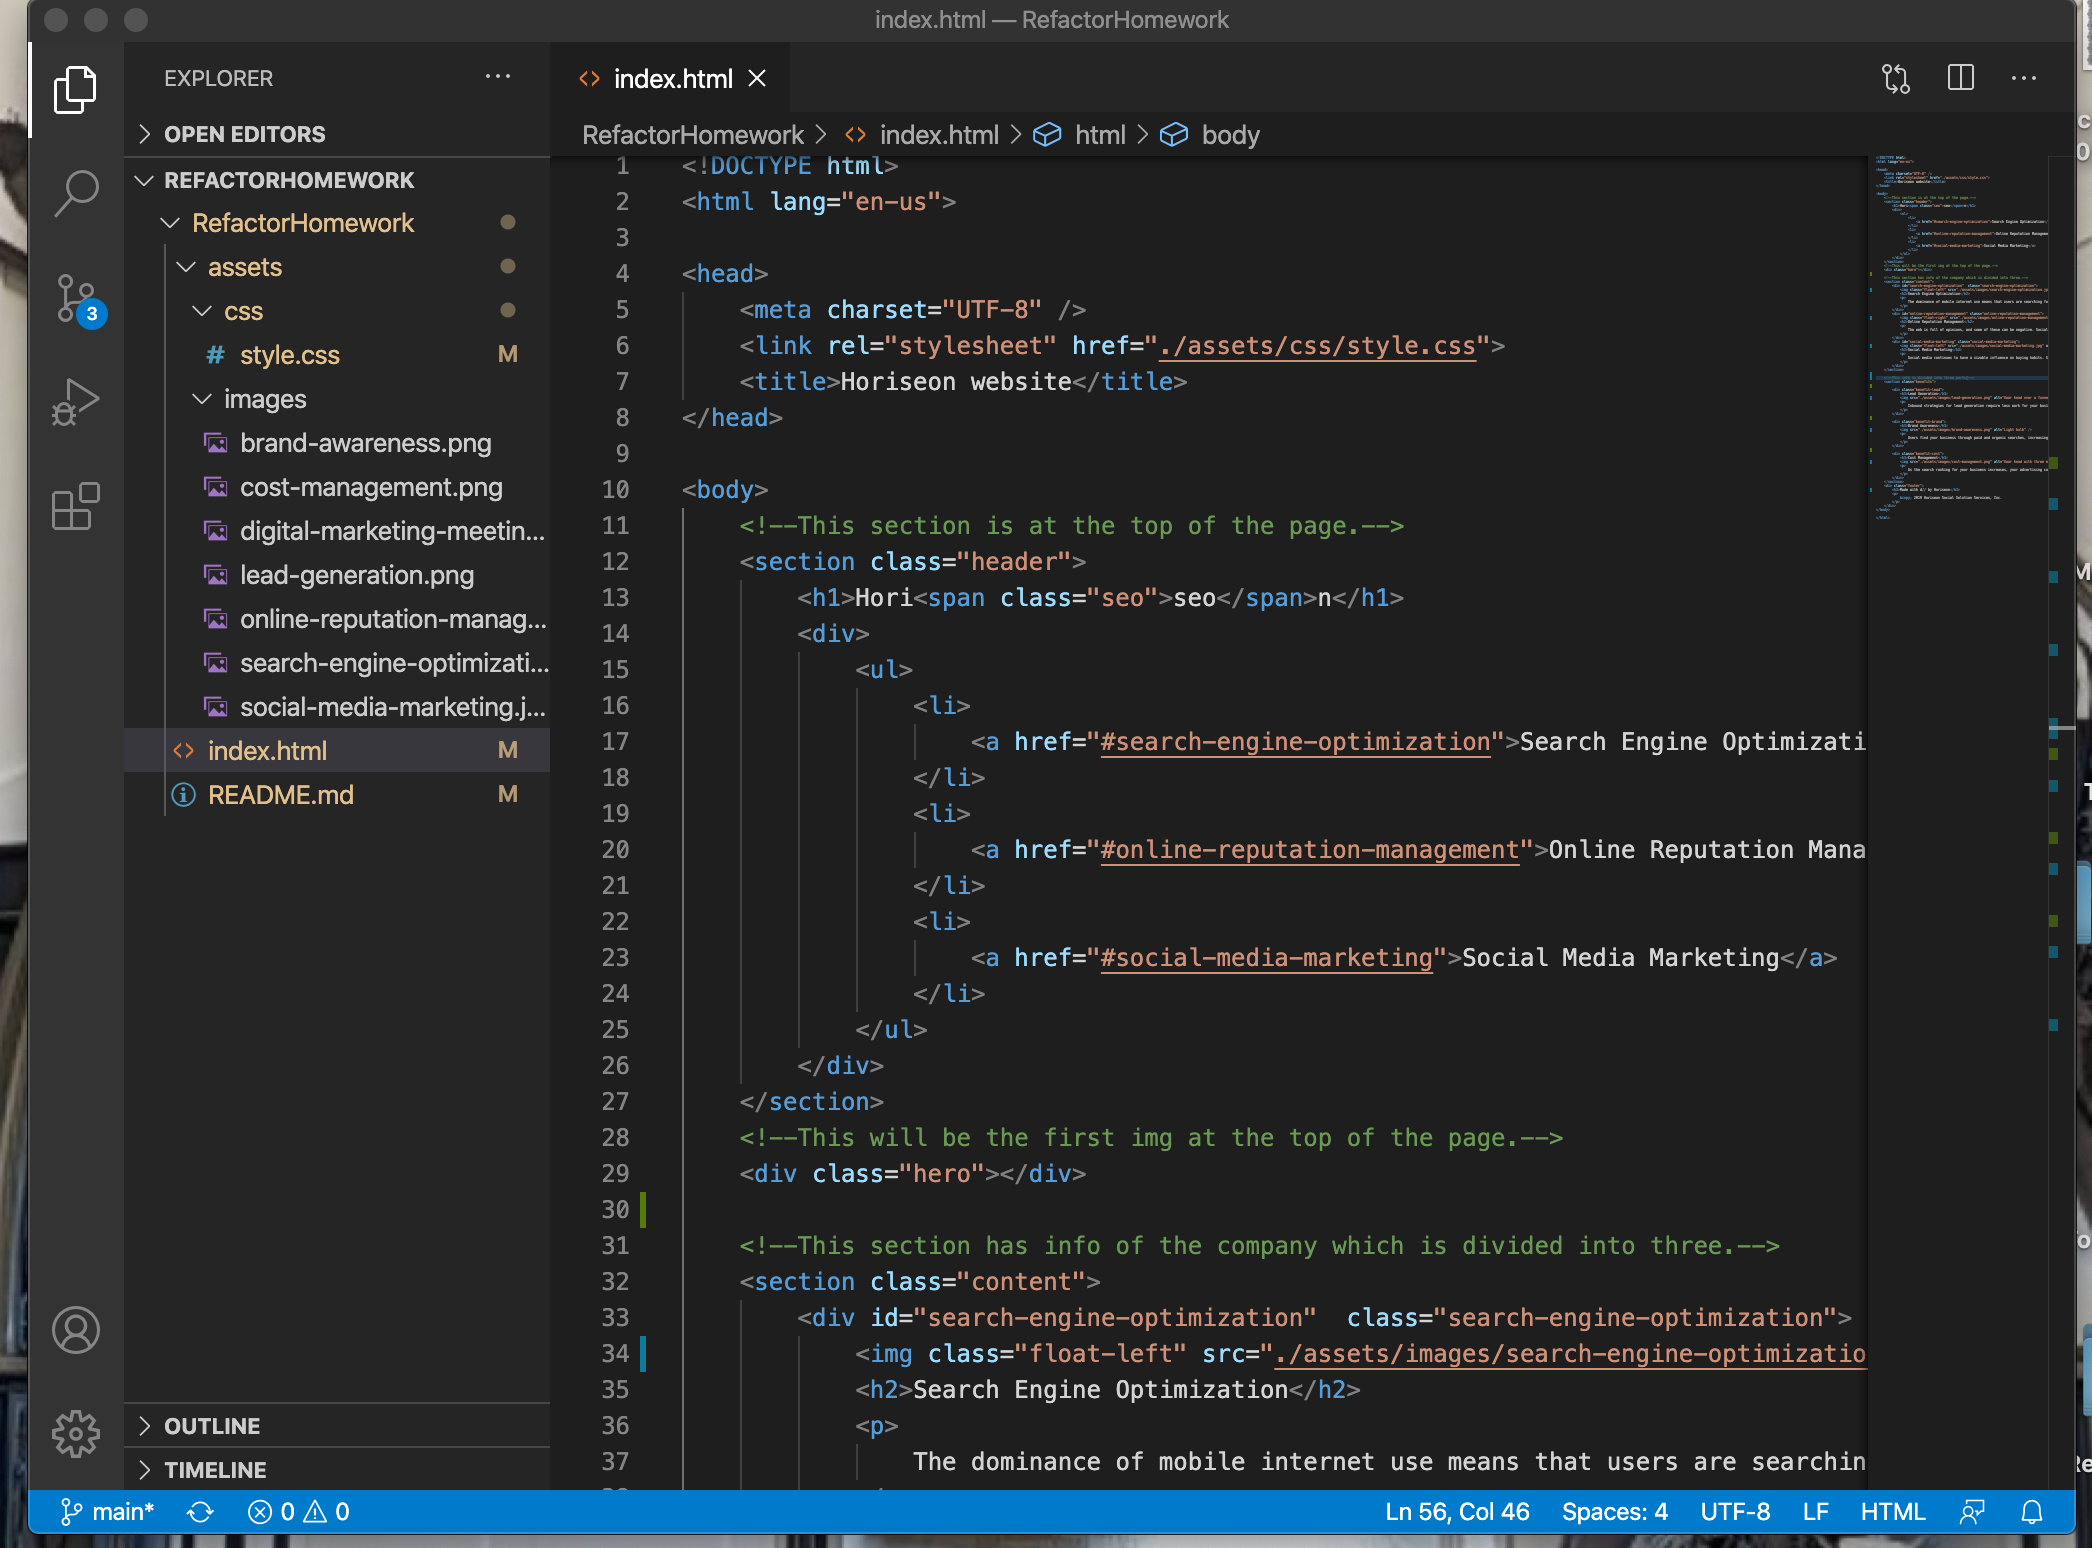 index.html — RefactorHomework
EXPLORER
OPEN EDITORS
REFACTORHOMEWORK
RefactorHomework
assets
css
# style.css M
images
brand-awareness.png
cost-management.png
digital-marketing-meetin...
lead-generation.png
online-reputation-manag...
search-engine-optimizati...
social-media-marketing.j...
index.html M
README.md M
OUTLINE
TIMELINE
3
index.html
RefactorHomework > index.html > html > body
1 <!DOCTYPE html>
2 <html lang="en-us">
3
4 <head>
5 <meta charset="UTF-8" />
6 <link rel="stylesheet" href="./assets/css/style.css">
7 <title>Horiseon website</title>
8 </head>
9
10 <body>
11 <!--This section is at the top of the page.-->
12 <section class="header">
13 <h1>Hori<span class="seo">seo</span>n</h1>
14 <div>
15 <ul>
16 <li>
17 <a href="#search-engine-optimization">Search Engine Optimizati
18 </li>
19 <li>
20 <a href="#online-reputation-management">Online Reputation Mana
21 </li>
22 <li>
23 <a href="#social-media-marketing">Social Media Marketing</a>
24 </li>
25 </ul>
26 </div>
27 </section>
28 <!--This will be the first img at the top of the page.-->
29 <div class="hero"></div>
30
31 <!--This section has info of the company which is divided into three.-->
32 <section class="content">
33 <div id="search-engine-optimization"  class="search-engine-optimization">
34 <img class="float-left" src="./assets/images/search-engine-optimizatio
35 <h2>Search Engine Optimization</h2>
36 <p>
37 The dominance of mobile internet use means that users are searchin
main* 0 0 Ln 56, Col 46 Spaces: 4 UTF-8 LF HTML